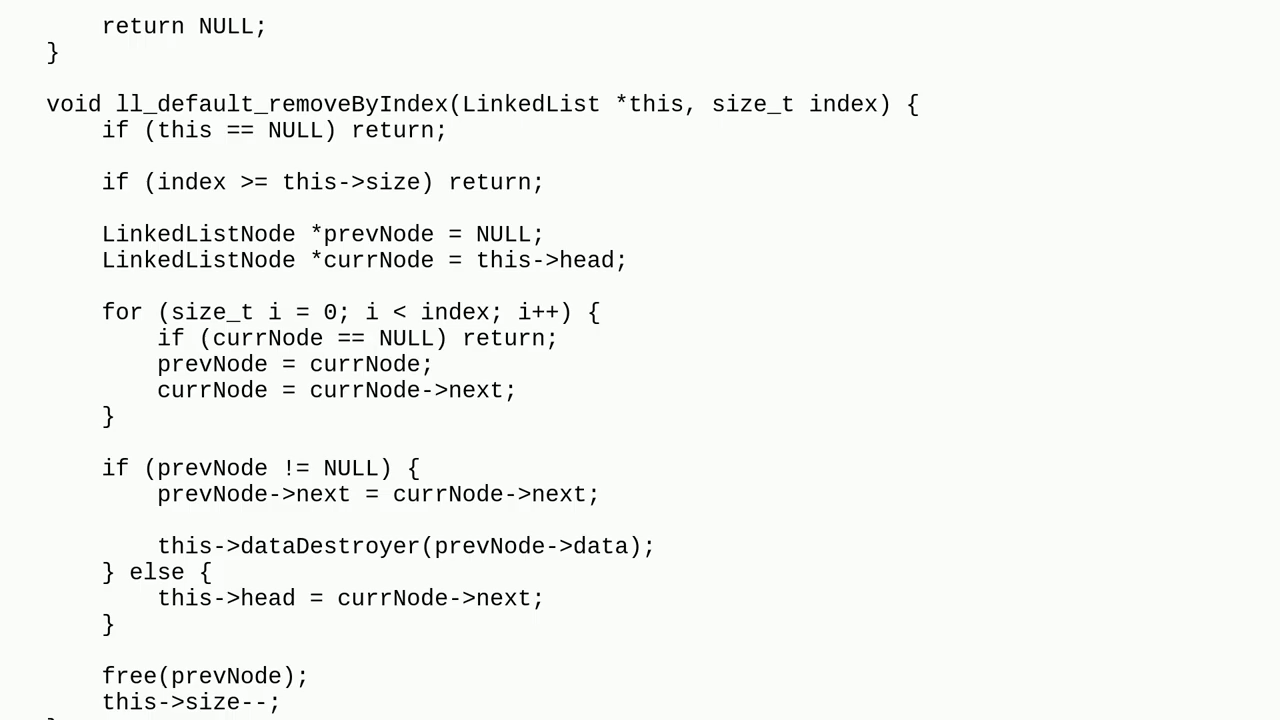 return NULL;
}
void ll_default_removeByIndex(LinkedList *this, size_t index) {
if (this == NULL) return;
if (index >= this->size) return;
LinkedListNode *prevNode = NULL;
LinkedListNode *currNode = this->head;
for (size_t i = 0; i < index; i++) {
if (currNode == NULL) return;
prevNode = currNode;
currNode = currNode->next;
}
if (prevNode != NULL) {
prevNode->next = currNode->next;
this->dataDestroyer(prevNode->data);
} else {
this->head = currNode->next;
}
free(prevNode);
this->size--;